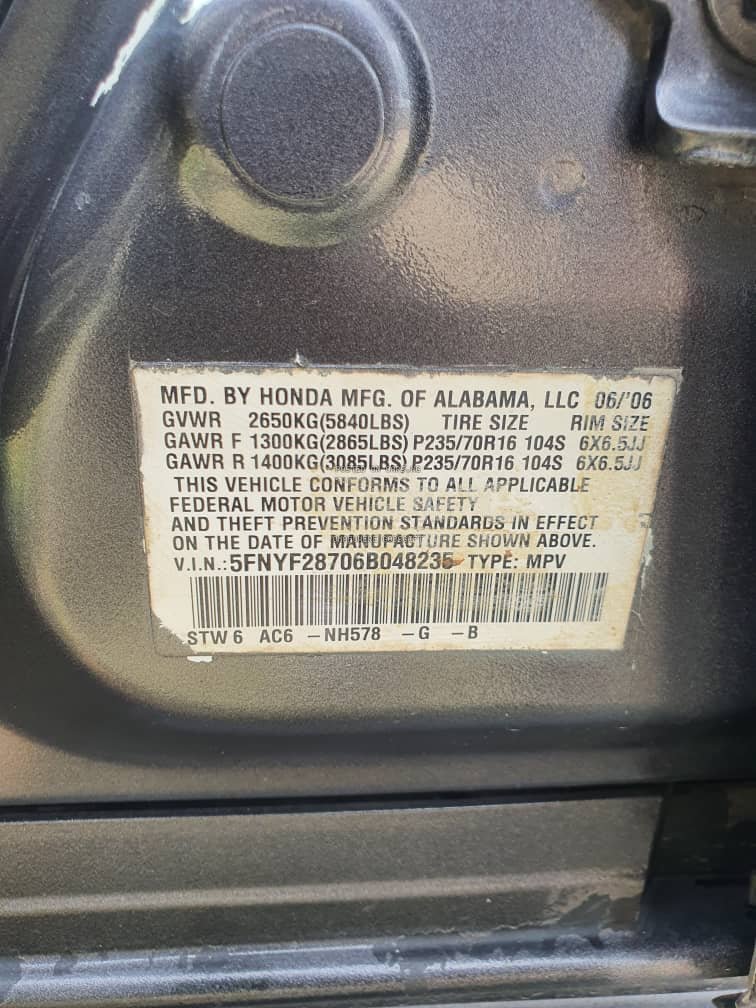 MFD. BY HONDA MFG. OF ALABAMA, LLC 06/'06
GVWR 2650KG(5840LBS) TIRE SIZE RIM SIZE
GAWR F 1300KG(2865LBS) P235/70R16 104S 6X6.5JJ
GAWR R 1400KG(3085LBS) P235/70R16 104S 6X6.5JJ
THIS VEHICLE CONFORMS TO ALL APPLICABLE
FEDERAL MOTOR VEHICLE SAFETY
AND THEFT PREVENTION STANDARDS IN EFFECT
ON THE DATE OF MANUFACTURE SHOWN ABOVE.
V.I.N.: 5FNYF28706B048235 TYPE: MPV
STW6 AC6 -NH578 -G -B